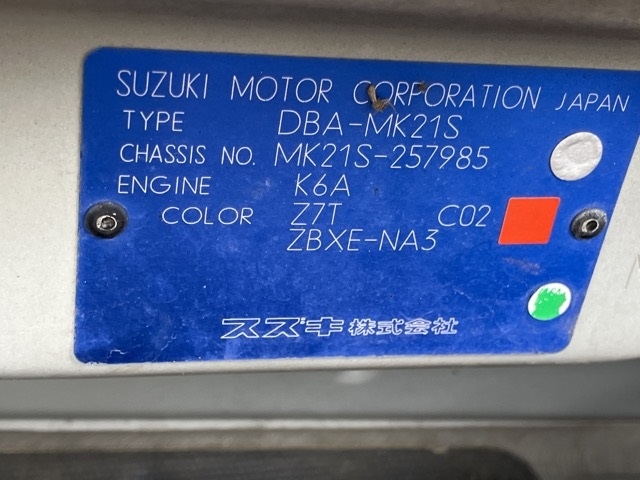 SUZUKI MOTOR CORPORATION JAPAN
TYPE DBA-MK21S
CHASSIS NO. MK21S-257985
ENGINE K6A
COLOR Z7T C02
ZBXE-NA3
スズキ株式会社